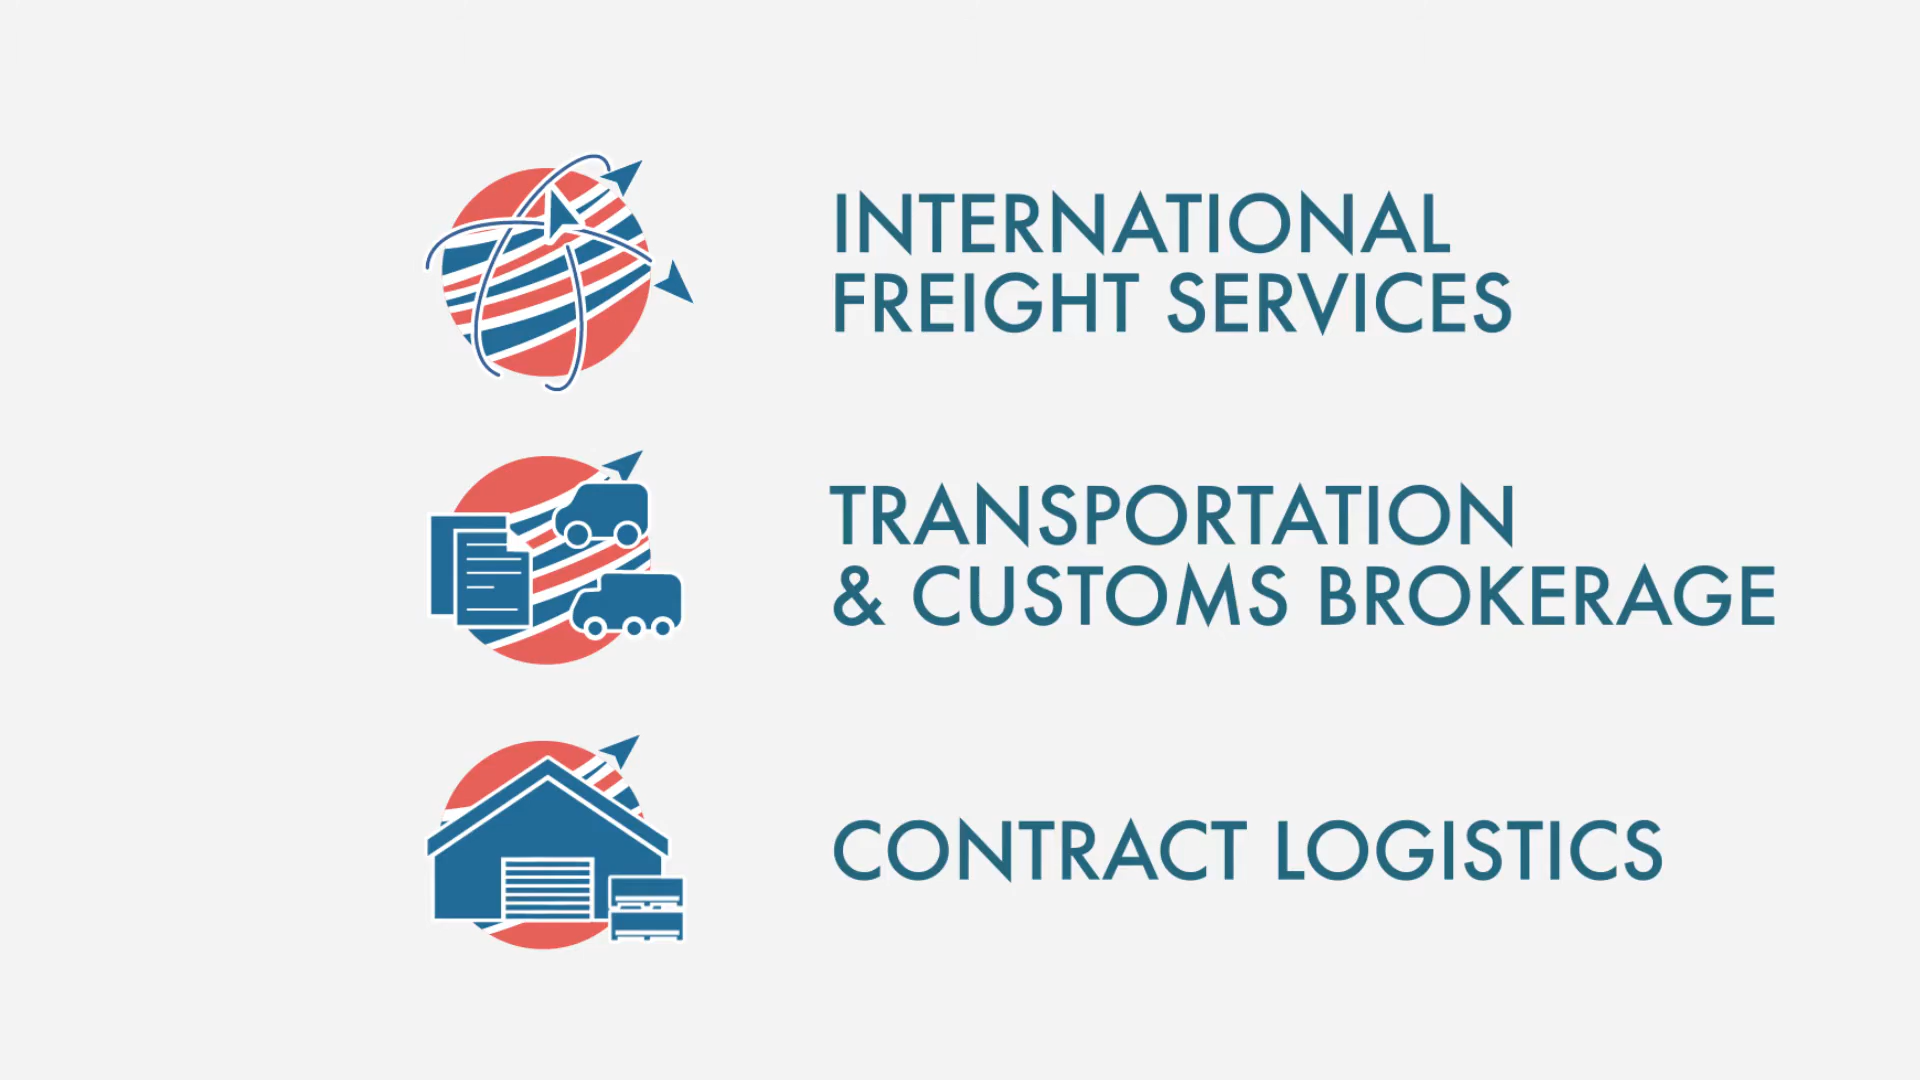 INTERNATIONAL
FREIGHT SERVICES
TRANSPORTATION
& CUSTOMS BROKERAGE
CONTRACT LOGISTICS